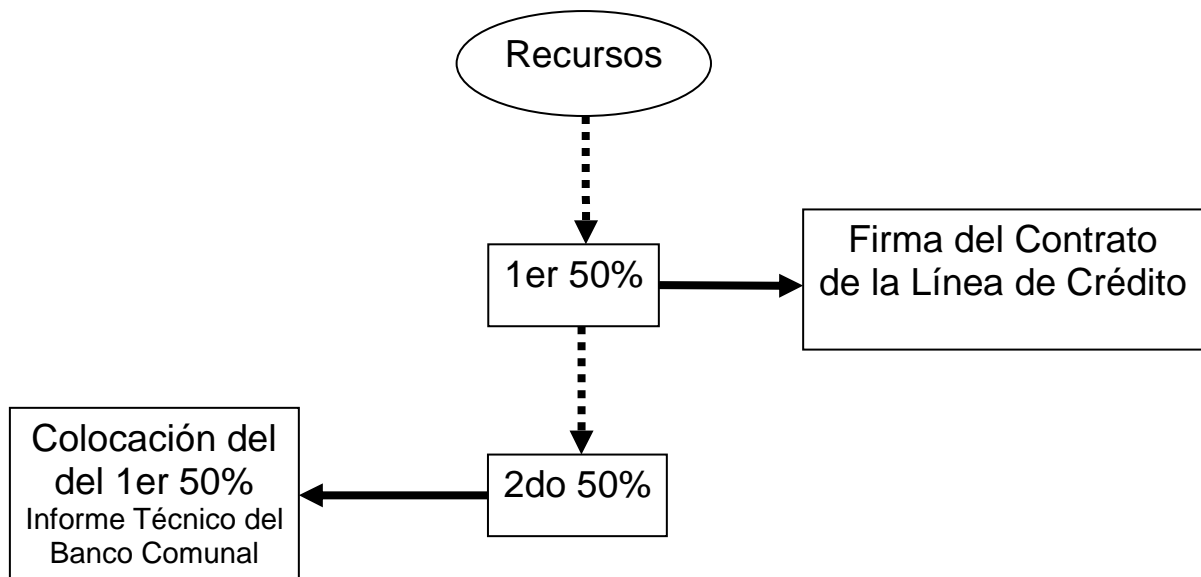 Recursos
1er 50%
Firma del Contrato
de la Línea de Crédito
Colocación del
del 1er 50%
Informe Técnico del
Banco Comunal
2do 50%